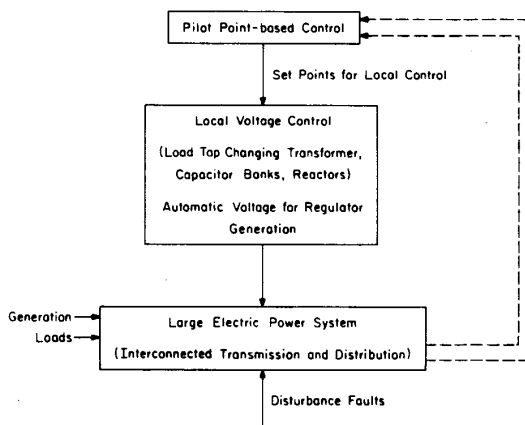 Pilot Point-based Control
Set Points for Local Control
Local Voltage Control
(Load Tap Changing Transformer,
Capacitor Banks, Reactors)
Automatic Voltage for Regulator
Generation
Generation
Loads
Large Electric Power System
(Interconnected Transmission and Distribution)
Disturbance Faults